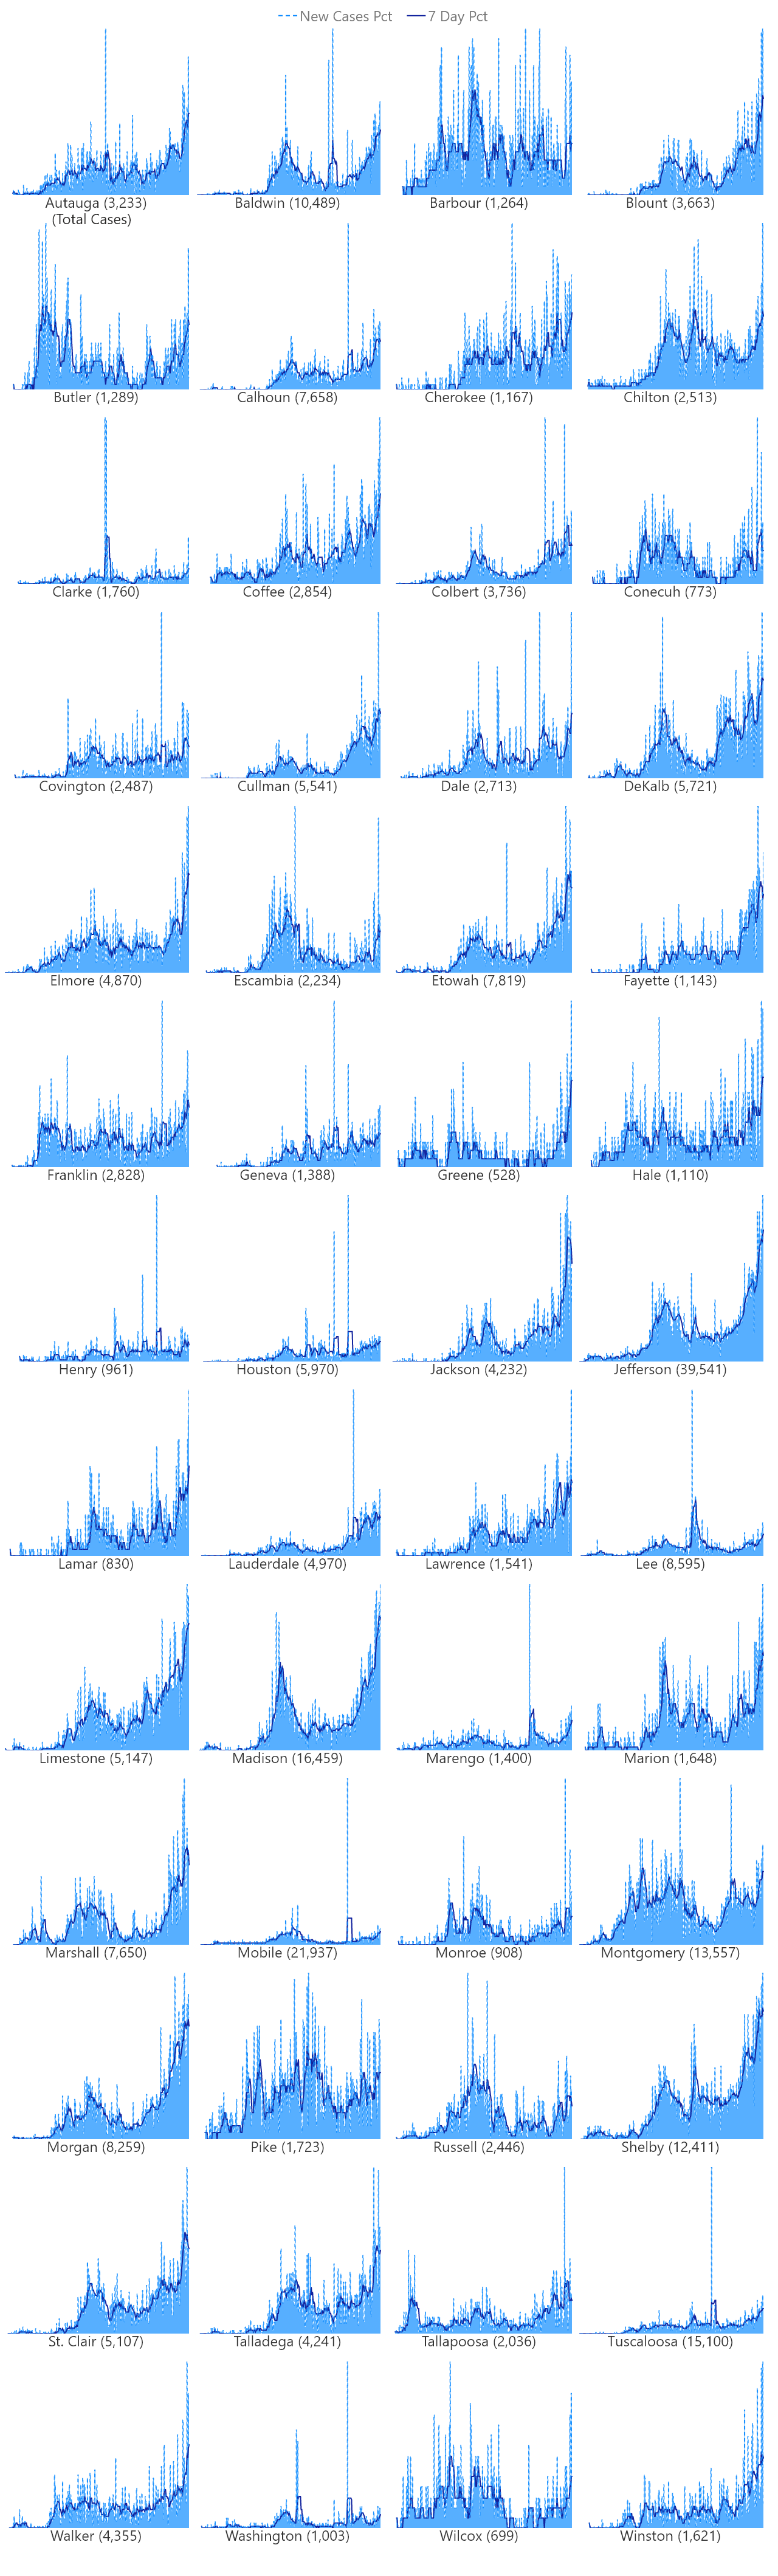 New Cases Pct 7 Day Pct
Autauga (3,233) Baldwin (10,489) Barbour (1,264) Blount (3,663)
(Total Cases)
Butler (1,289) Calhoun (7,658) Cherokee (1,167) Chilton (2,513)
Clarke (1,760) Coffee (2,854) Colbert (3,736) Conecuh (773)
Covington (2,487) Cullman (5,541) Dale (2,713) DeKalb (5,721)
Elmore (4,870) Escambia (2,234) Etowah (7,819) Fayette (1,143)
Franklin (2,828) Geneva (1,388) Greene (528) Hale (1,110)
Henry (961) Houston (5,970) Jackson (4,232) Jefferson (39,541)
Lamar (830) Lauderdale (4,970) Lawrence (1,541) Lee (8,595)
Limestone (5,147) Madison (16,459) Marengo (1,400) Marion (1,648)
Marshall (7,650) Mobile (21,937) Monroe (908) Montgomery (13,557)
Morgan (8,259) Pike (1,723) Russell (2,446) Shelby (12,411)
St. Clair (5,107) Talladega (4,241) Tallapoosa (2,036) Tuscaloosa (15,100)
Walker (4,355) Washington (1,003) Wilcox (699) Winston (1,621)